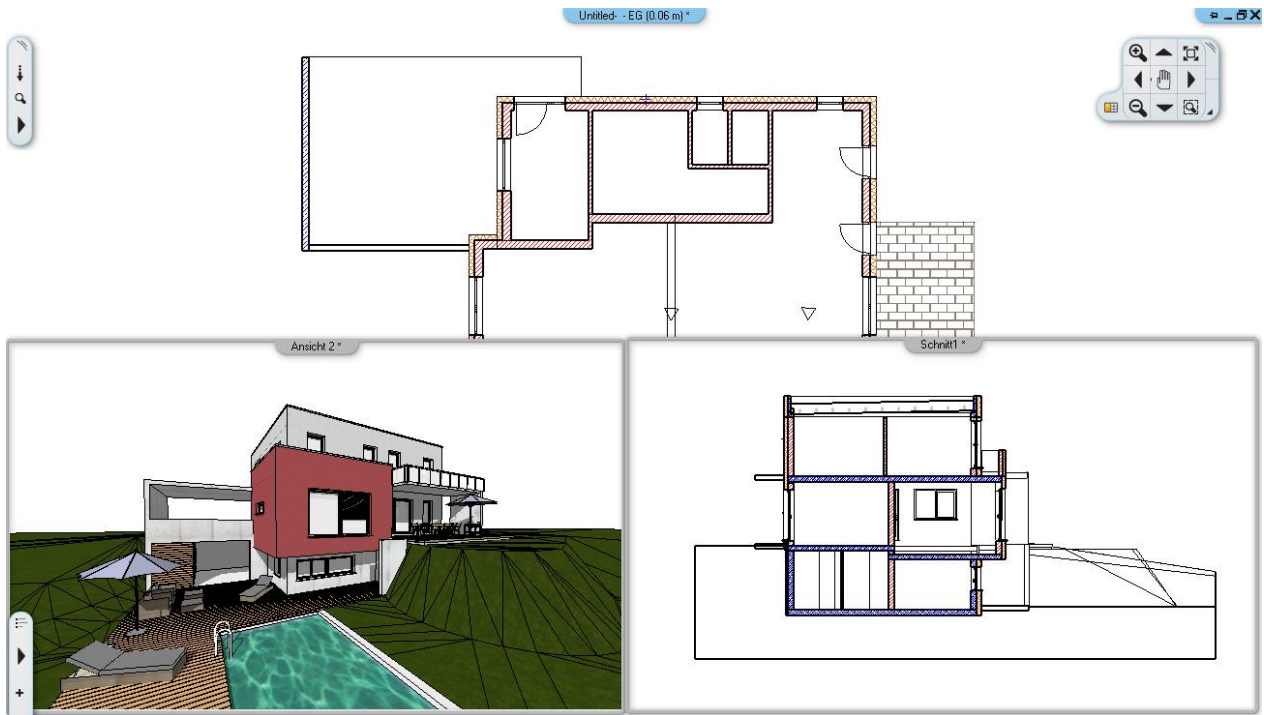 Untitled- - EG (0.06 m) *
Ansicht 2 *
Schnitt1 *